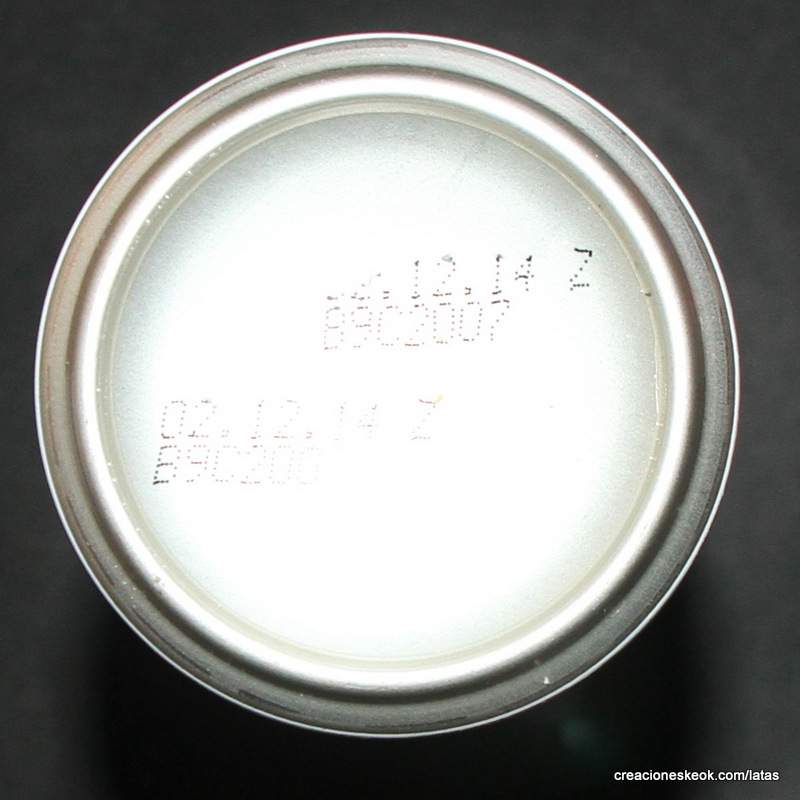 .12.14 Z
B9C2007
02.12.14 Z
B9C200
creacioneskeok.com/latas